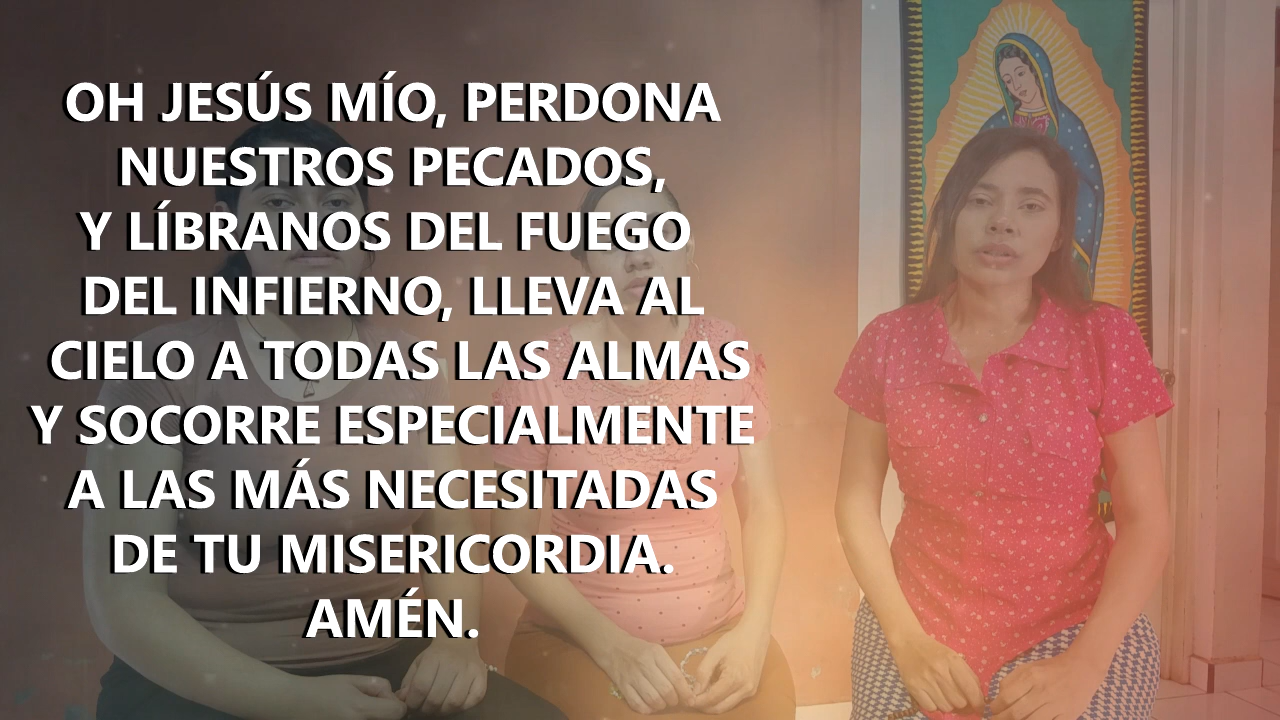 OH JESÚS MÍO, PERDONA
NUESTROS PECADOS,
Y LÍBRANOS DEL FUEGO
DEL INFIERNO, LLEVA AL
CIELO A TODAS LAS ALMAS
Y SOCORRE ESPECIALMENTE
A LAS MÁS NECESITADAS
DE TU MISERICORDIA.
AMÉN.